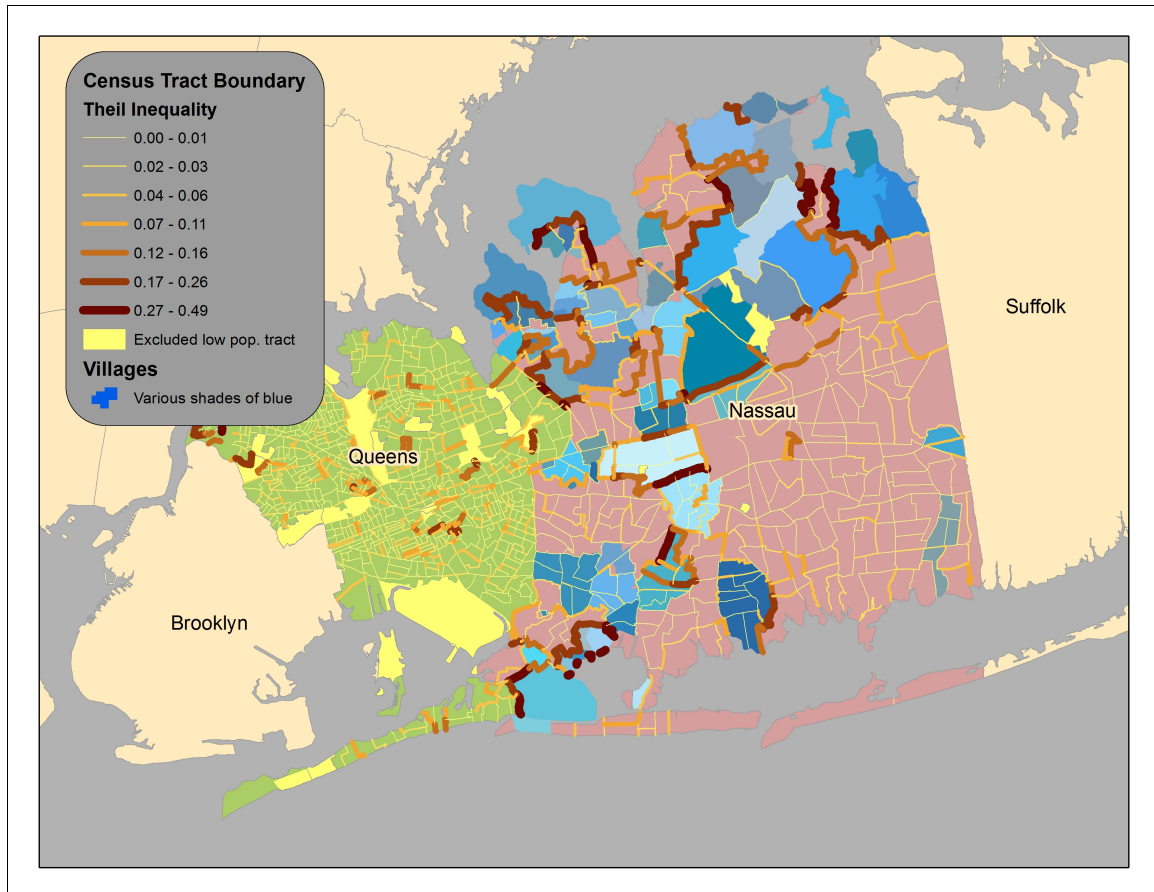 Census Tract Boundary
Theil Inequality
0.00 - 0.01
0.02 - 0.03
0.04 - 0.06
0.07 - 0.11
0.12 - 0.16
0.17 - 0.26
0.27 - 0.49
Excluded low pop. tract
Villages
Various shades of blue
Suffolk
Nassau
Queens
Brooklyn